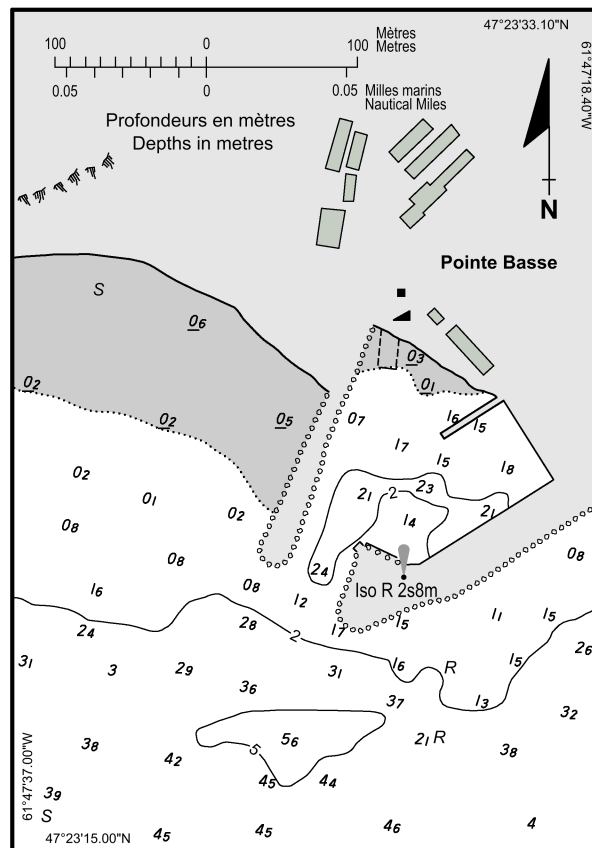 47°23'33.10"N
61°47'18.40"W
Mètres
Metres
100 0 100
0.05 0 0.05
Milles marins
Nautical Miles
Profondeurs en mètres
Depths in metres
N
Pointe Basse
S
0₆
0₃
0₂ 0₁
0₂ 0₅ 0₇ 1₆ 1₅
1₇
0₂ 1₅ 1₈
0₁ 2₁ 2 2₃
0₈ 0₂ 1₄ 2₁
0₈ 2₄ 0₈
1₆ 0₈ Iso R 2s8m
1₂ 1₁ 1₅
2₄ 2₈ 2 1₇ 1₅
3₁ 3 2₉ 3₁ 1₆ R 1₅ 2₆
3₆ 3₇ 1₃ 3₂
3₈ 4₂ 5 5₆ 2₁ R 3₈
3₉ 4₅ 4₄
S
61°47'37.00"W
47°23'15.00"N
4₅ 4₅ 4₆ 4